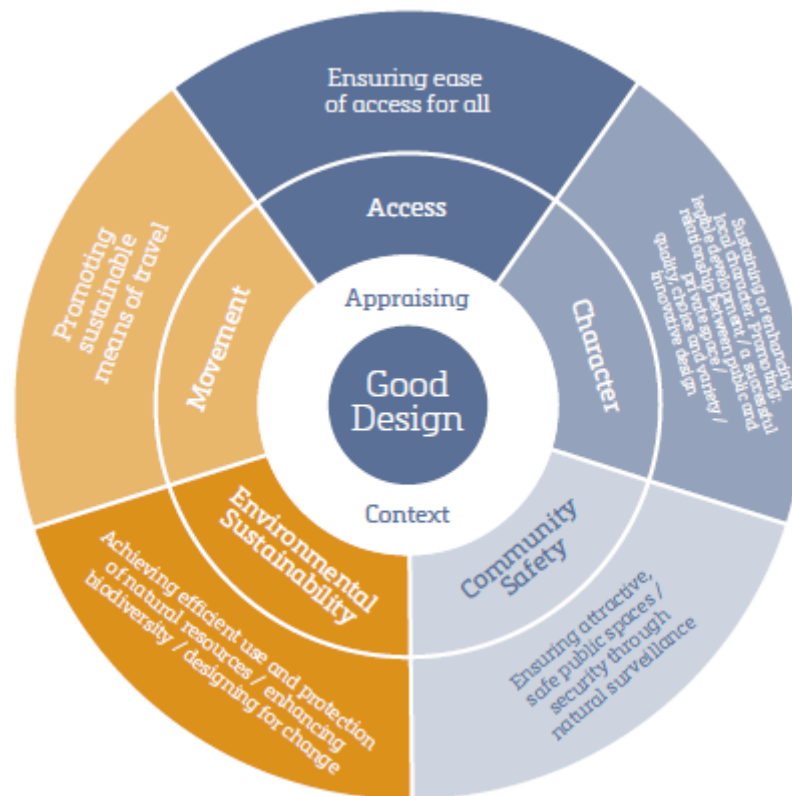 Ensuring ease
of access for all
Access
Sustaining or enhancing
local character. Promoting:
legible development / a successful
relationship between public and
private space /
quality, choice and variety /
innovative design
Character
Ensuring attractive,
safe public spaces /
security through
natural surveillance
Community
Safety
Achieving efficient use and protection
of natural resources / enhancing
biodiversity / designing for change
Environmental
Sustainability
Promoting
sustainable
means of travel
Movement
Appraising
Good
Design
Context